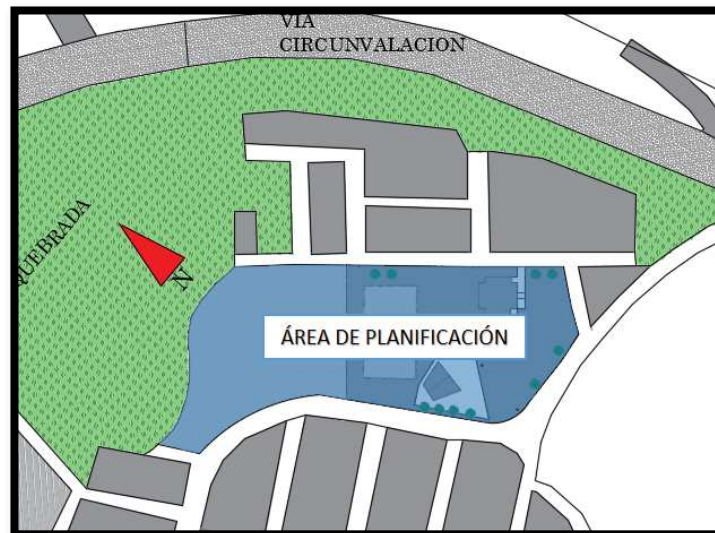 VIA
CIRCUNVALACION
QUEBRADA
N
ÁREA DE PLANIFICACIÓN